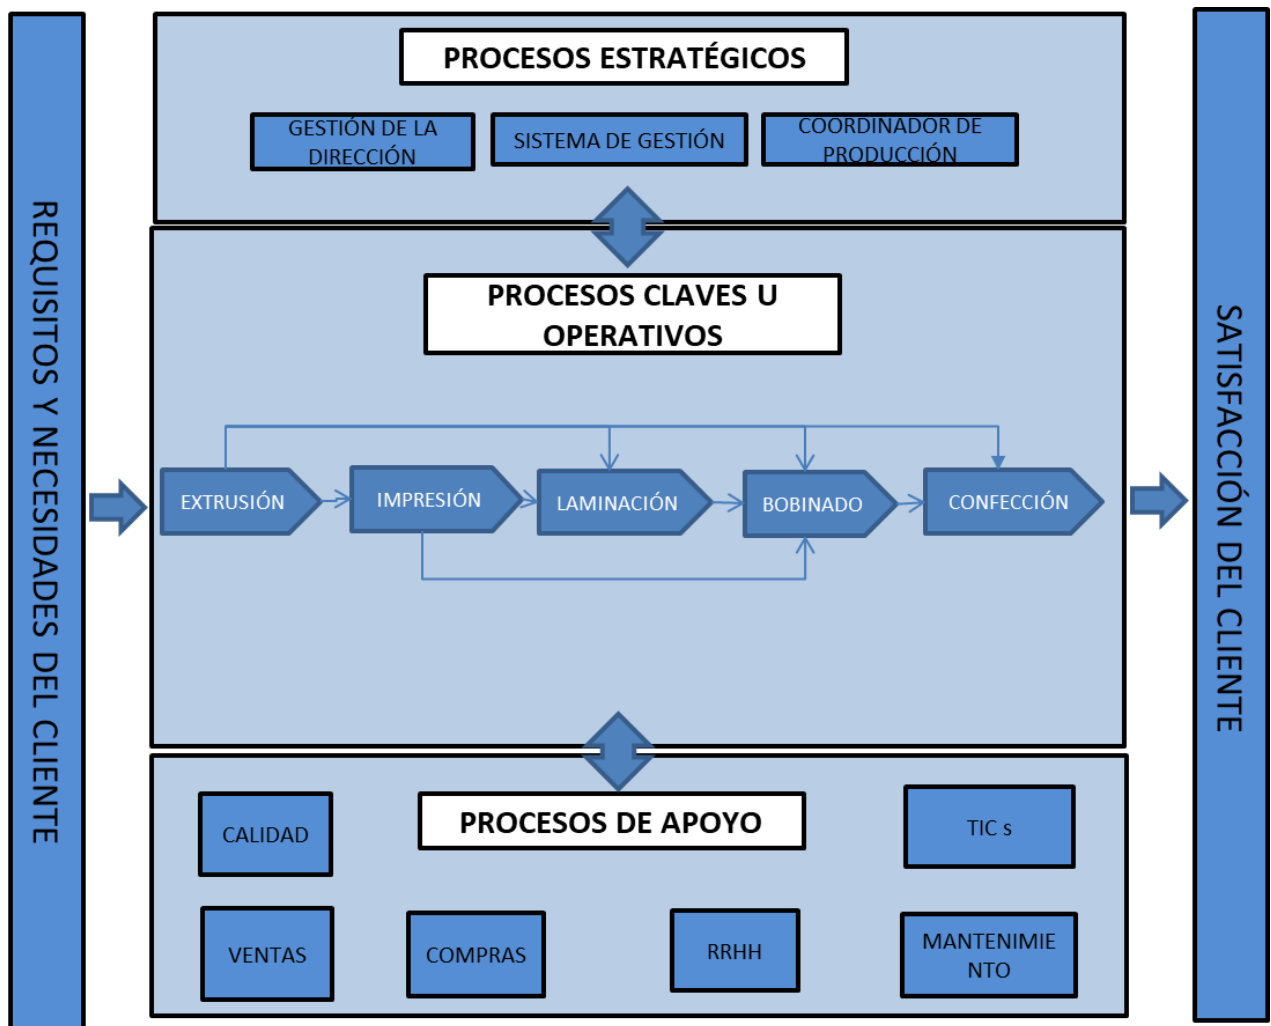 REQUISITOS Y NECESIDADES DEL CLIENTE
PROCESOS ESTRATÉGICOS
GESTIÓN DE LA
DIRECCIÓN
SISTEMA DE GESTIÓN
COORDINADOR DE
PRODUCCIÓN
PROCESOS CLAVES U
OPERATIVOS
EXTRUSIÓN
IMPRESIÓN
LAMINACIÓN
BOBINADO
CONFECCIÓN
PROCESOS DE APOYO
CALIDAD
TIC s
VENTAS
COMPRAS
RRHH
MANTENIMIE
NTO
SATISFACCIÓN DEL CLIENTE